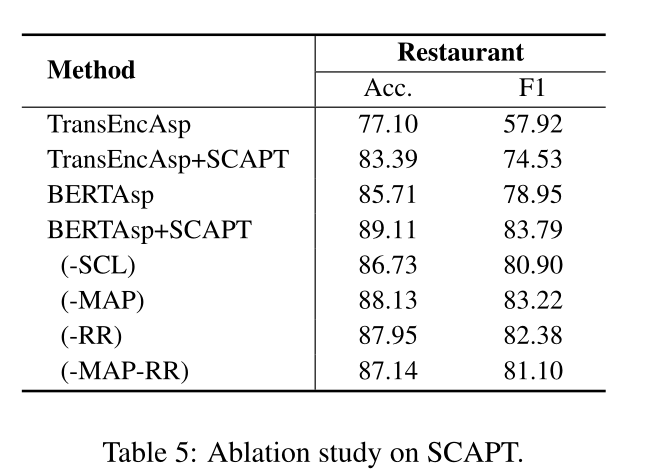 Method Restaurant
Acc. F1
TransEncAsp 77.10 57.92
TransEncAsp+SCAPT 83.39 74.53
BERTAsp 85.71 78.95
BERTAsp+SCAPT 89.11 83.79
(-SCL) 86.73 80.90
(-MAP) 88.13 83.22
(-RR) 87.95 82.38
(-MAP-RR) 87.14 81.10
Table 5: Ablation study on SCAPT.